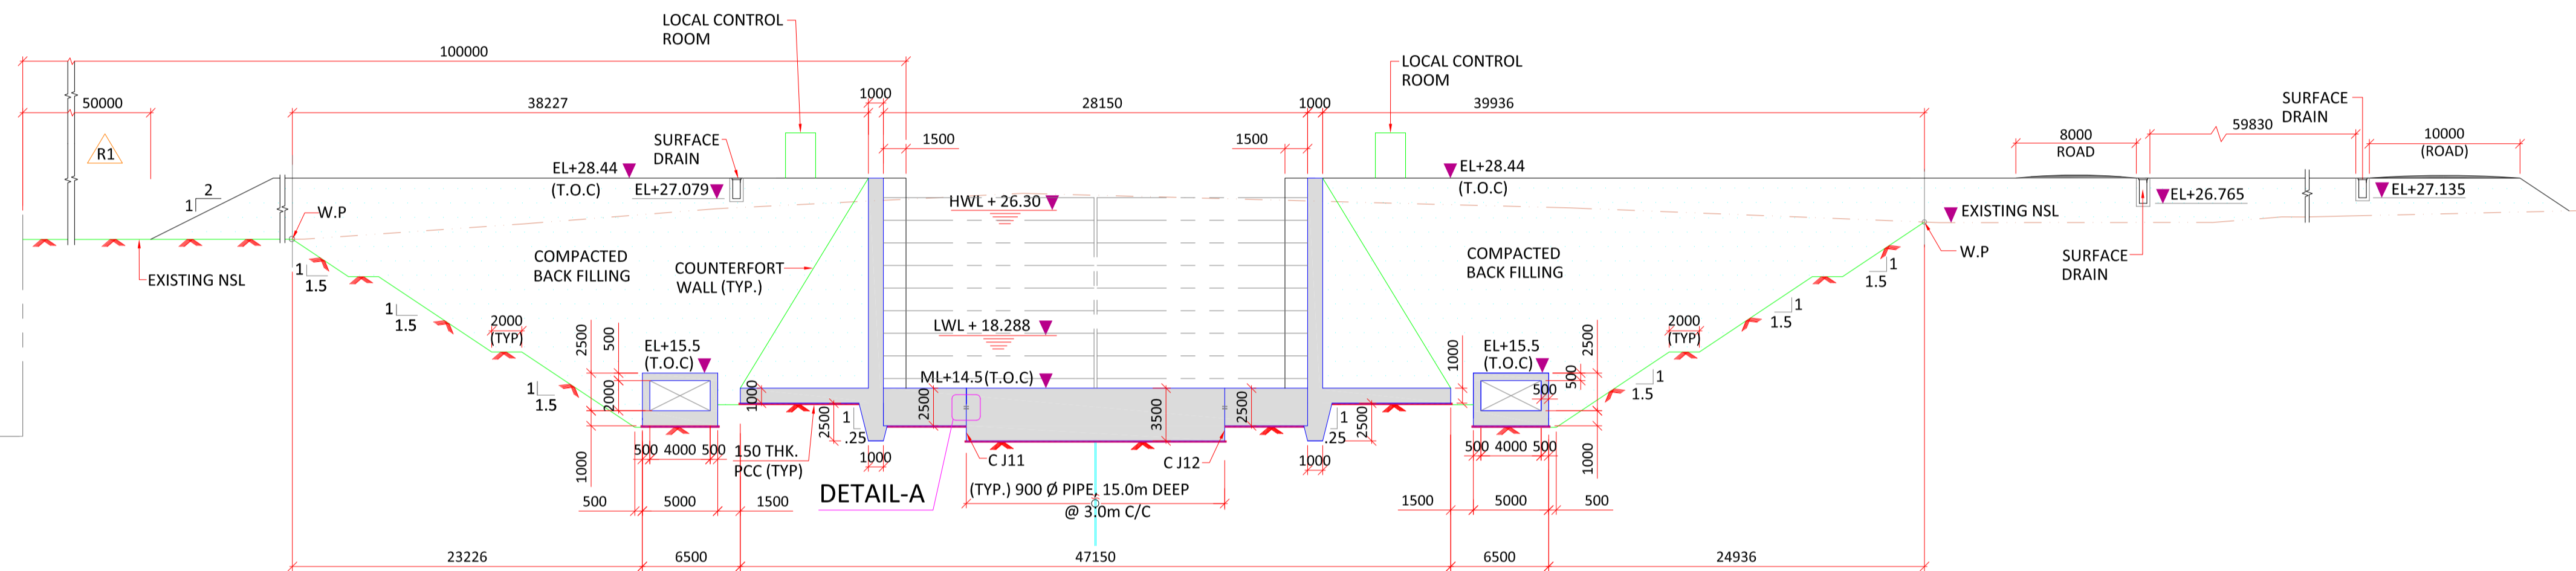 LOCAL CONTROL
ROOM
100000
LOCAL CONTROL
ROOM
50000
38227
1000
28150
1000
39936
SURFACE
DRAIN
59830
8000
ROAD
10000
(ROAD)
R1
SURFACE
DRAIN
1500
1500
EL+28.44
(T.O.C)
EL+27.079
EL+28.44
(T.O.C)
EL+26.765
EL+27.135
2
1
W.P
HWL + 26.30
EXISTING NSL
W.P
EXISTING NSL
COMPACTED
BACK FILLING
COUNTERFORT
WALL (TYP.)
COMPACTED
BACK FILLING
SURFACE
DRAIN
1
1.5
1
1.5
1
1.5
1
1.5
1
1.5
1
1.5
2000
(TYP)
2500
500
2000
EL+15.5
(T.O.C)
LWL + 18.288
ML+14.5(T.O.C)
1000
EL+15.5
(T.O.C)
2000
(TYP)
2500
500
500
1000
2500
1
.25
2500
3500
2500
1
.25
2500
1000
500
4000
500
150 THK.
PCC (TYP)
1000
C J11
C J12
1000
500
4000
500
1000
DETAIL-A
(TYP.) 900 Ø PIPE, 15.0m DEEP
@ 3.0m C/C
500
5000
1500
1500
5000
500
23226
6500
47150
6500
24936